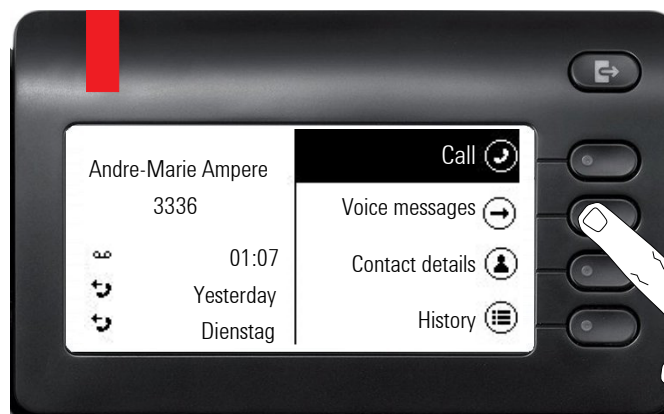 Andre-Marie Ampere
3336
01:07
Yesterday
Dienstag
Call
Voice messages
Contact details
History